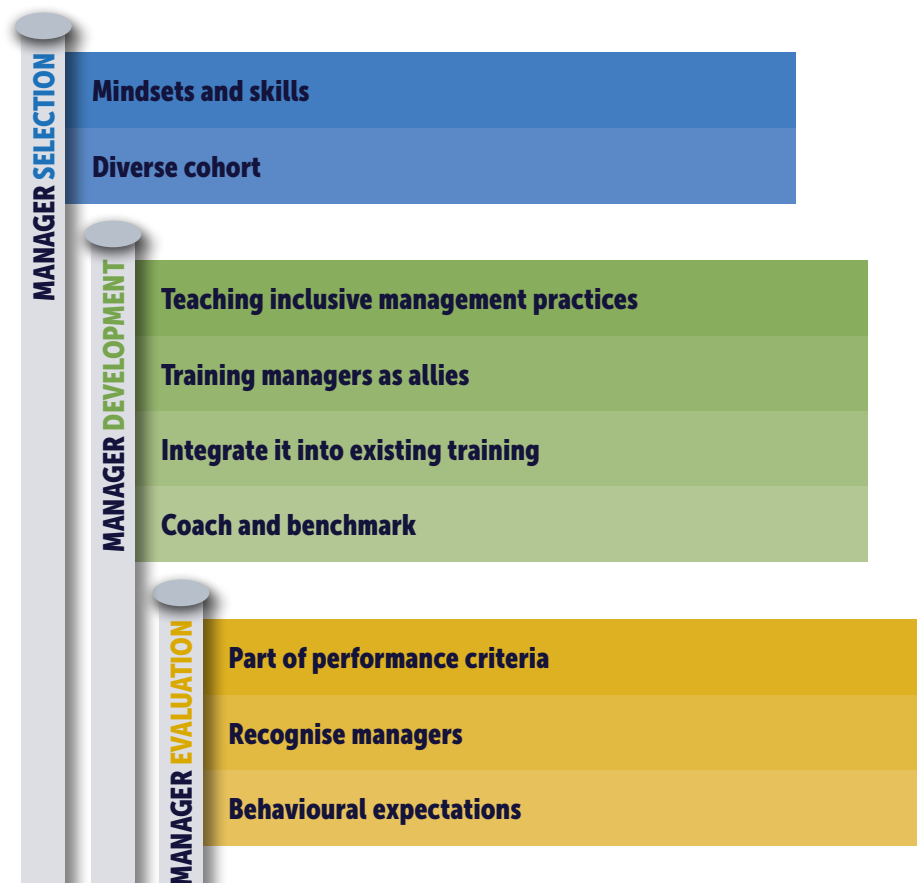 MANAGER SELECTION
Mindsets and skills
Diverse cohort
MANAGER DEVELOPMENT
Teaching inclusive management practices
Training managers as allies
Integrate it into existing training
Coach and benchmark
MANAGER EVALUATION
Part of performance criteria
Recognise managers
Behavioural expectations